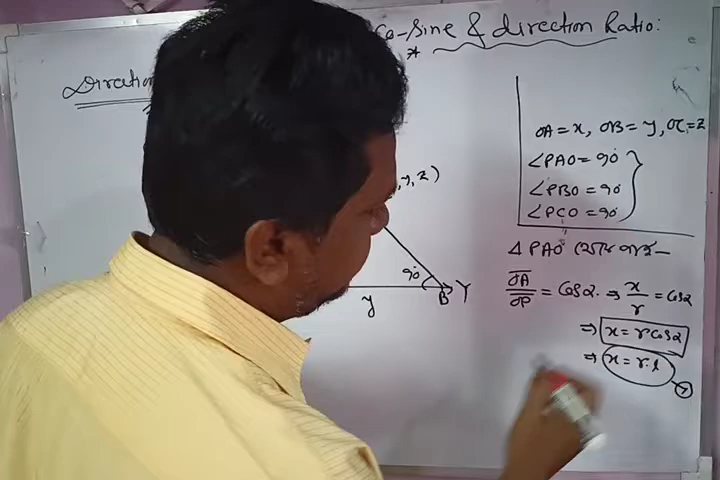 Co-sine & direction Ratio:
*
Diraction
OA = x, OB = y, OC = z
∠PAO = 90°
∠PBO = 90°
∠PCO = 90°
, z)
90°
B Y
y
Δ PAO থেকে পাই-
OA/OP = Cosα ⇒ x/r = Cosα
⇒ x = r Cosα
⇒ x = r.l